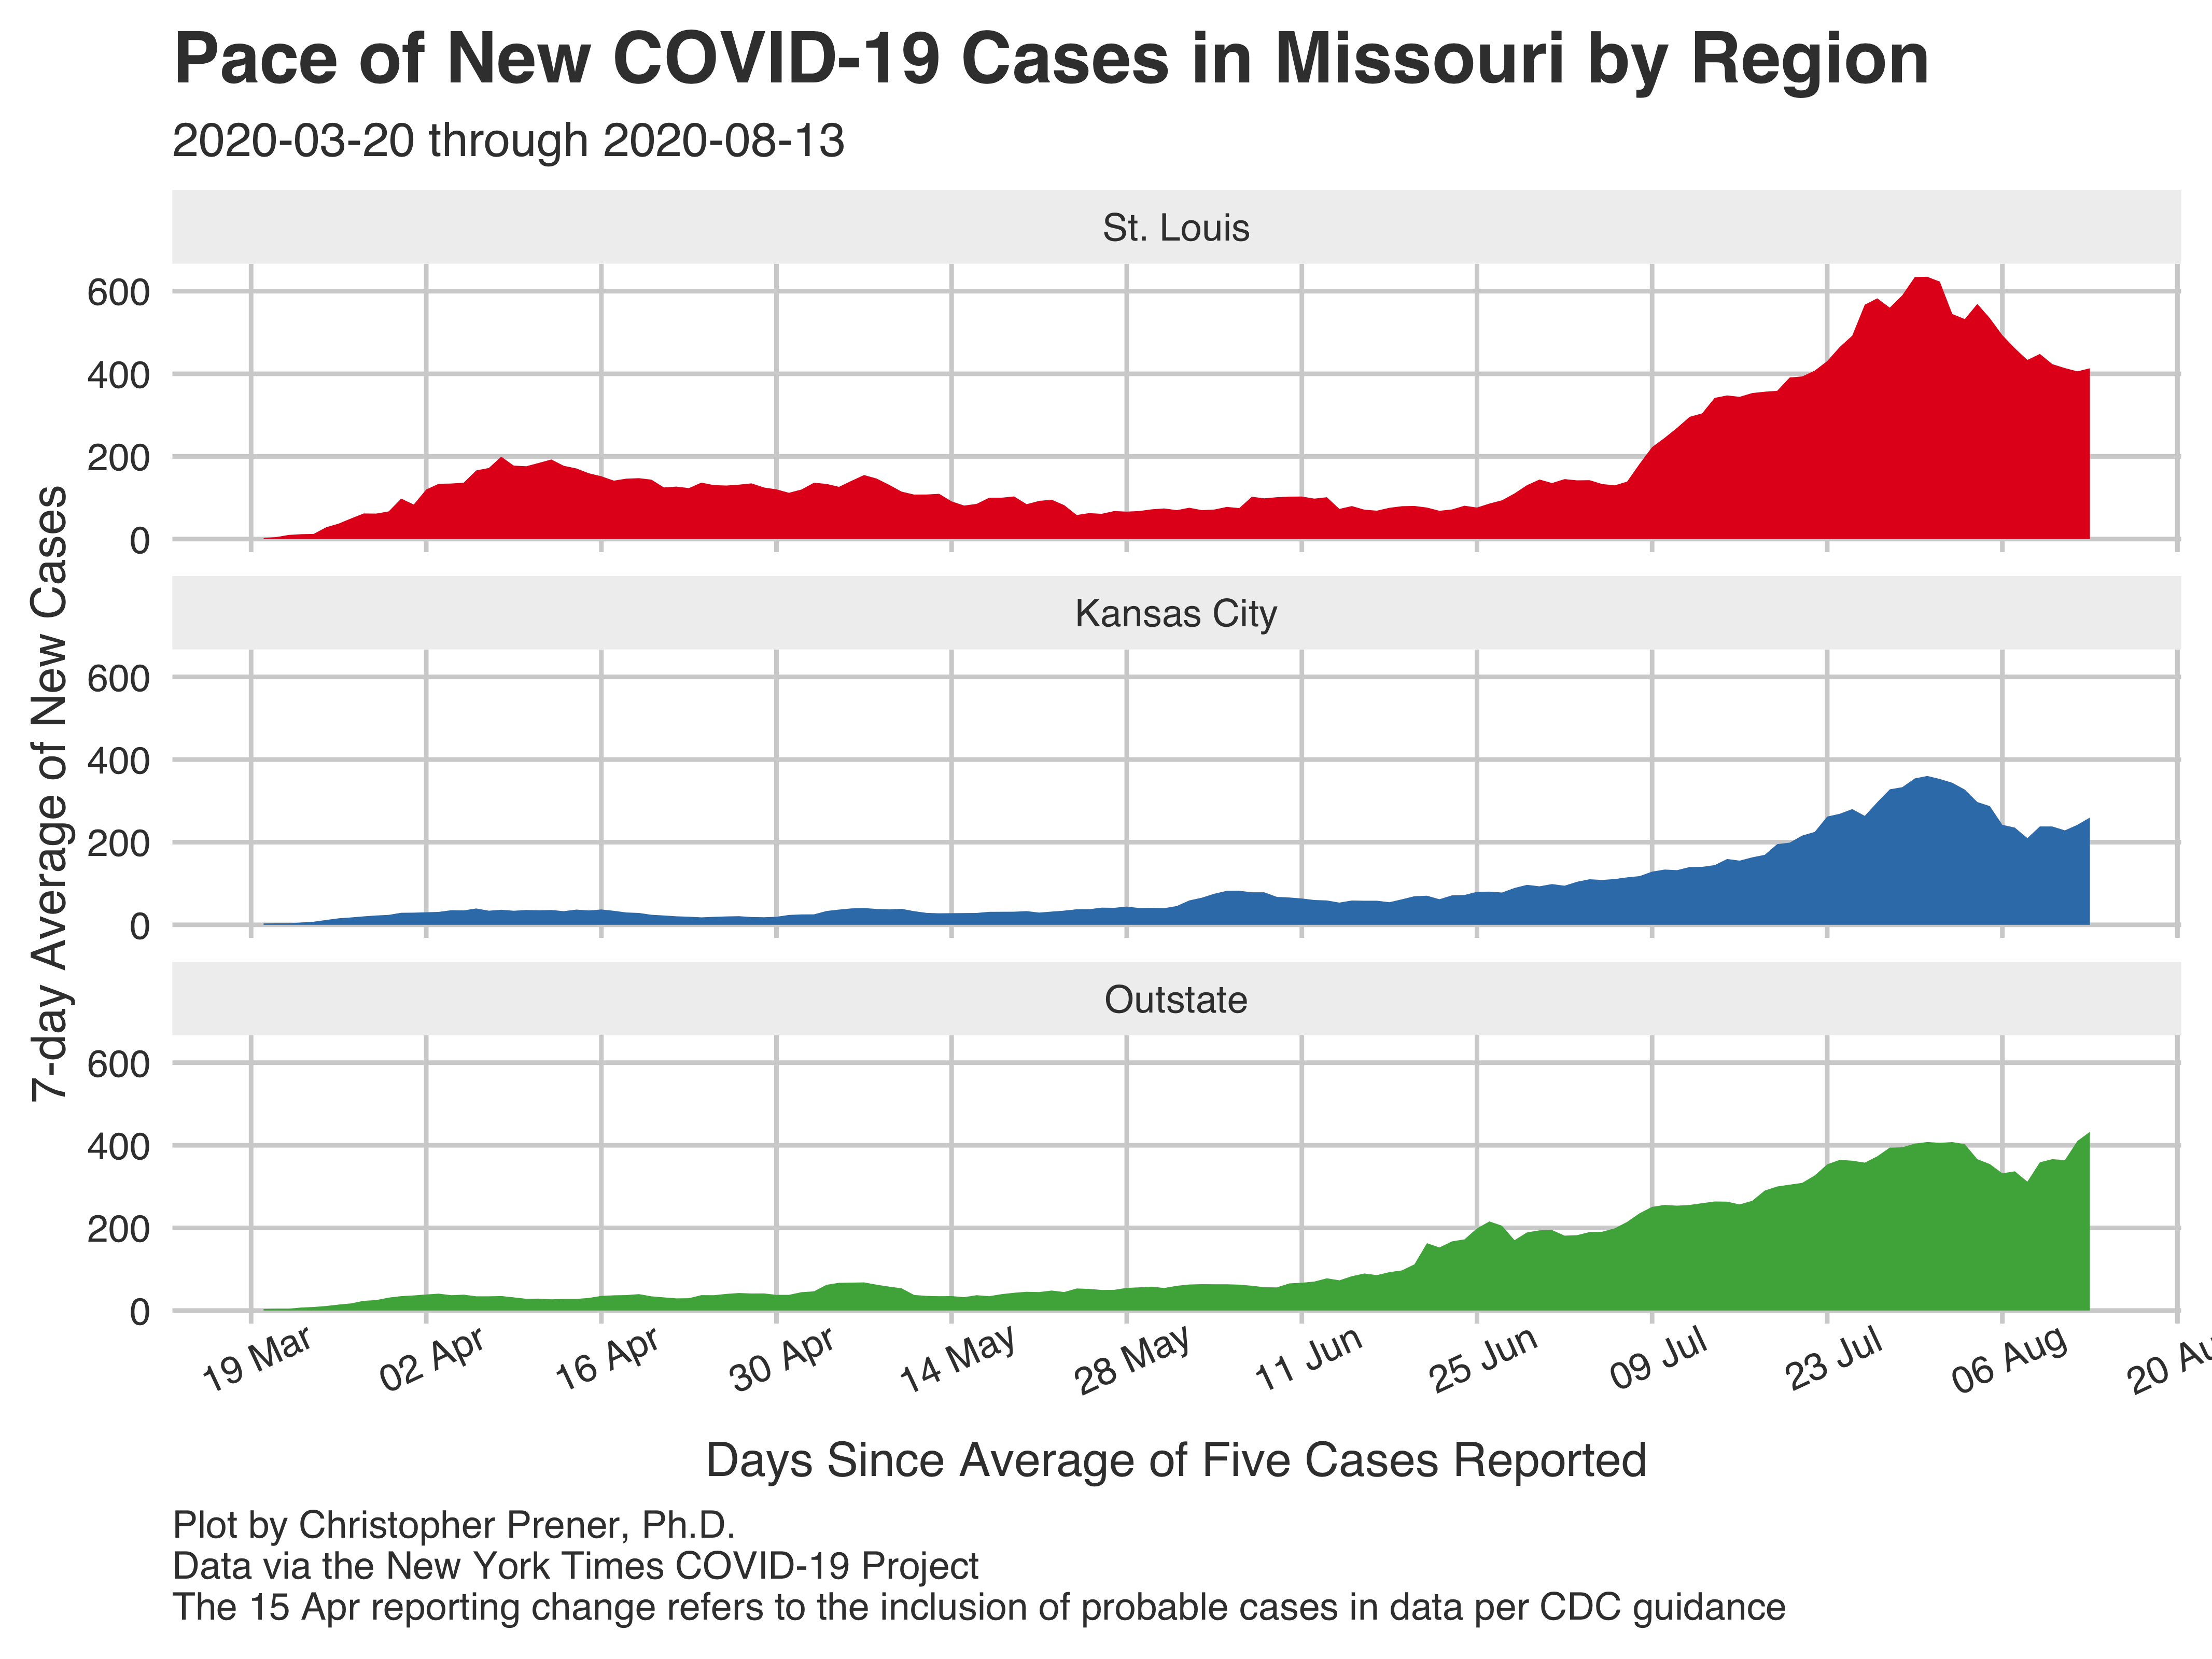 Pace of New COVID-19 Cases in Missouri by Region
2020-03-20 through 2020-08-13
7-day Average of New Cases
St. Louis
600
400
200
0
Kansas City
600
400
200
0
Outstate
600
400
200
0
19 Mar 02 Apr 16 Apr 30 Apr 14 May 28 May 11 Jun 25 Jun 09 Jul 23 Jul 06 Aug 20 Au
Days Since Average of Five Cases Reported
Plot by Christopher Prener, Ph.D.
Data via the New York Times COVID-19 Project
The 15 Apr reporting change refers to the inclusion of probable cases in data per CDC guidance